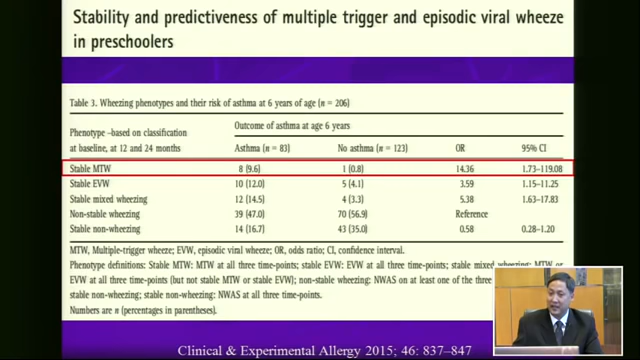 Stability and predictiveness of multiple trigger and episodic viral wheeze
in preschoolers
Table 3. Wheezing phenotypes and their risk of asthma at 6 years of age (n = 206)
Phenotype –based on classification
at baseline, at 12 and 24 months
Outcome of asthma at age 6 years
Asthma (n = 83) No asthma (n = 123) OR 95% CI
Stable MTW 8 (9.6) 1 (0.8) 14.36 1.73–119.08
Stable EVW 10 (12.0) 5 (4.1) 3.59 1.15–11.25
Stable mixed wheezing 12 (14.5) 4 (3.3) 5.38 1.63–17.83
Non-stable wheezing 39 (47.0) 70 (56.9) Reference
Stable non-wheezing 14 (16.7) 43 (35.0) 0.58 0.28–1.20
MTW, Multiple-trigger wheeze; EVW, episodic viral wheeze; OR, odds ratio; CI, confidence interval.
Phenotype definitions: Stable MTW: MTW at all three time-points; stable EVW: EVW at all three time-points; stable mixed wheezing: MTW or
EVW at all three time-points (but not stable MTW or stable EVW); non-stable wheezing: NWAS on at least one of the three
stable non-wheezing; stable non-wheezing: NWAS at all three time-points.
Numbers are n (percentages in parentheses).
Clinical & Experimental Allergy 2015; 46: 837–847